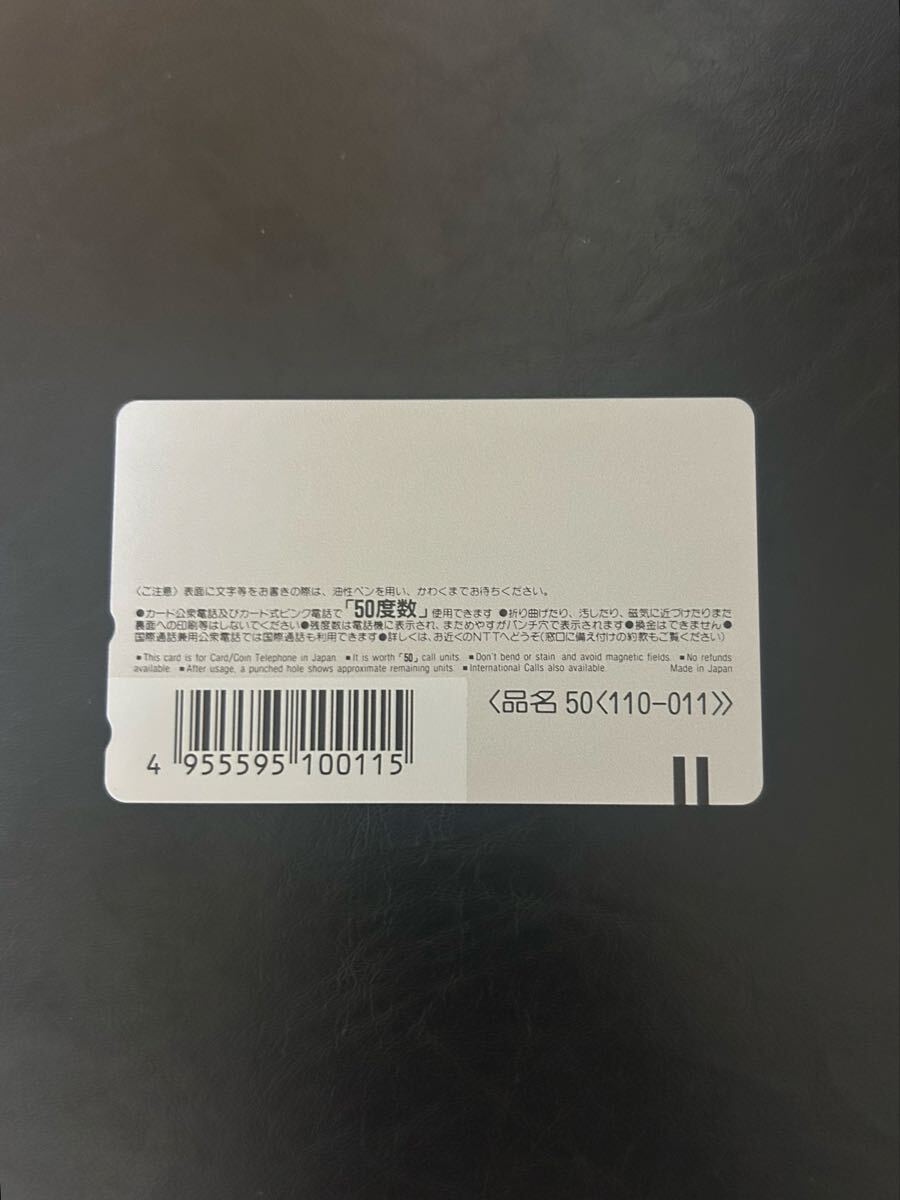 〈ご注意〉表面に文字等をお書きの際は、油性ペンを用い、かわくまでお待ちください。
●カード公衆電話及びカード式ピンク電話で「50度数」使用できます ●折り曲げたり、汚したり、磁気に近づけたりまた
裏面への印刷等はしないでください●残度数は電話機に表示され、まためやすがパンチ穴で表示されます●換金はできません●
国際通話兼用公衆電話では国際通話も利用できます●詳しくは、お近くのNTTへどうぞ(窓口に備え付けの約款もご覧ください)
■This card is for Card/Coin Telephone in Japan. ■It is worth「50」call units. ■Don't bend or stain and avoid magnetic fields. ■No refunds
available. ■After usage, a punched hole shows approximate remaining units. ■International Calls also available. Made in Japan
〈品名 50〈110-011〉〉
4 955595 100115